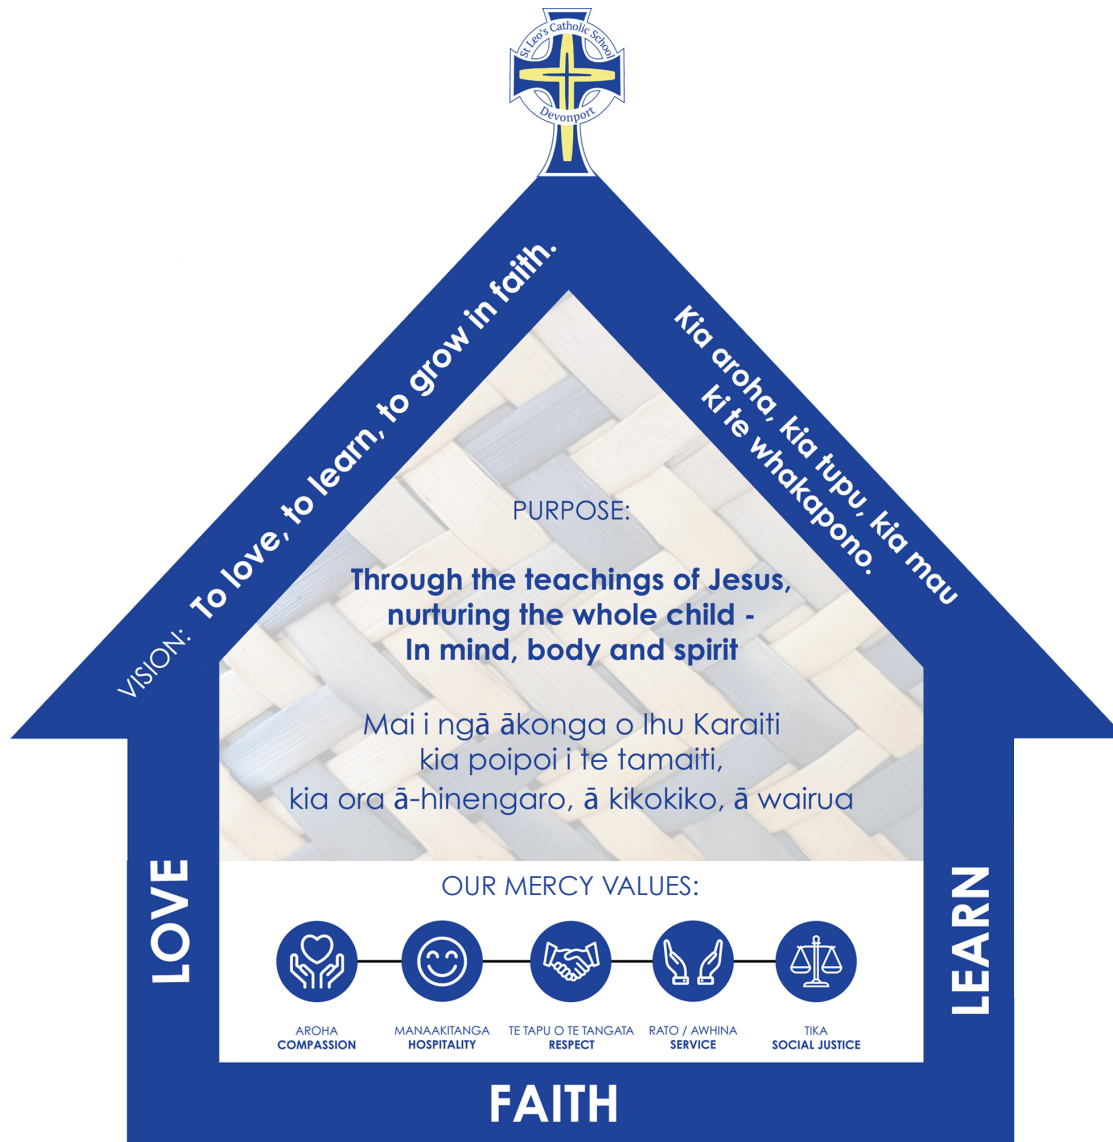 St Leo's Catholic School
Devonport
VISION: To love, to learn, to grow in faith.
Kia aroha, kia tupu, kia mau
ki te whakapono.
PURPOSE:
Through the teachings of Jesus,
nurturing the whole child -
In mind, body and spirit
Mai i ngā ākonga o Ihu Karaiti
kia poipoi i te tamaiti,
kia ora ā-hinengaro, ā kikokiko, ā wairua
LOVE
LEARN
OUR MERCY VALUES:
AROHA
COMPASSION
MANAAKITANGA
HOSPITALITY
TE TAPU O TE TANGATA
RESPECT
RATO / AWHINA
SERVICE
TIKA
SOCIAL JUSTICE
FAITH